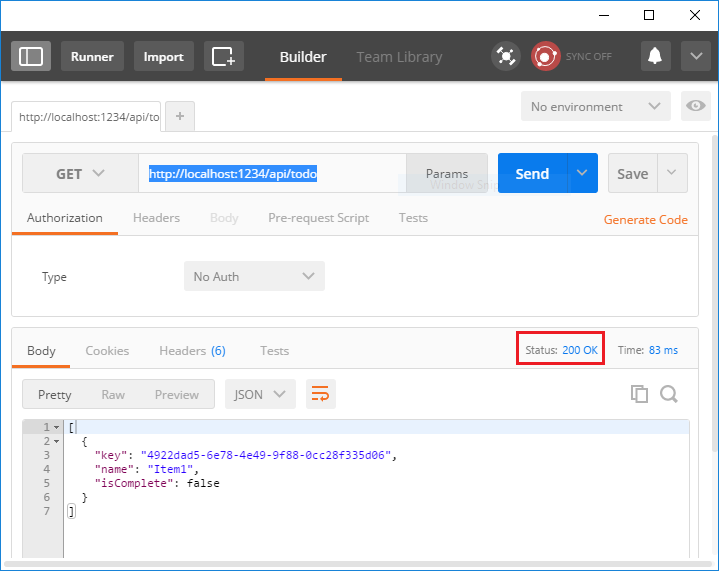 Runner Import Builder Team Library SYNC OFF
http://localhost:1234/api/to + No environment
GET http://localhost:1234/api/todo Params Send Save
Window Snip
Authorization Headers Body Pre-request Script Tests Generate Code
Type No Auth
Body Cookies Headers (6) Tests Status: 200 OK Time: 83 ms
Pretty Raw Preview JSON
1 [
2 {
3 "key": "4922dad5-6e78-4e49-9f88-0cc28f335d06",
4 "name": "Item1",
5 "isComplete": false
6 }
7 ]